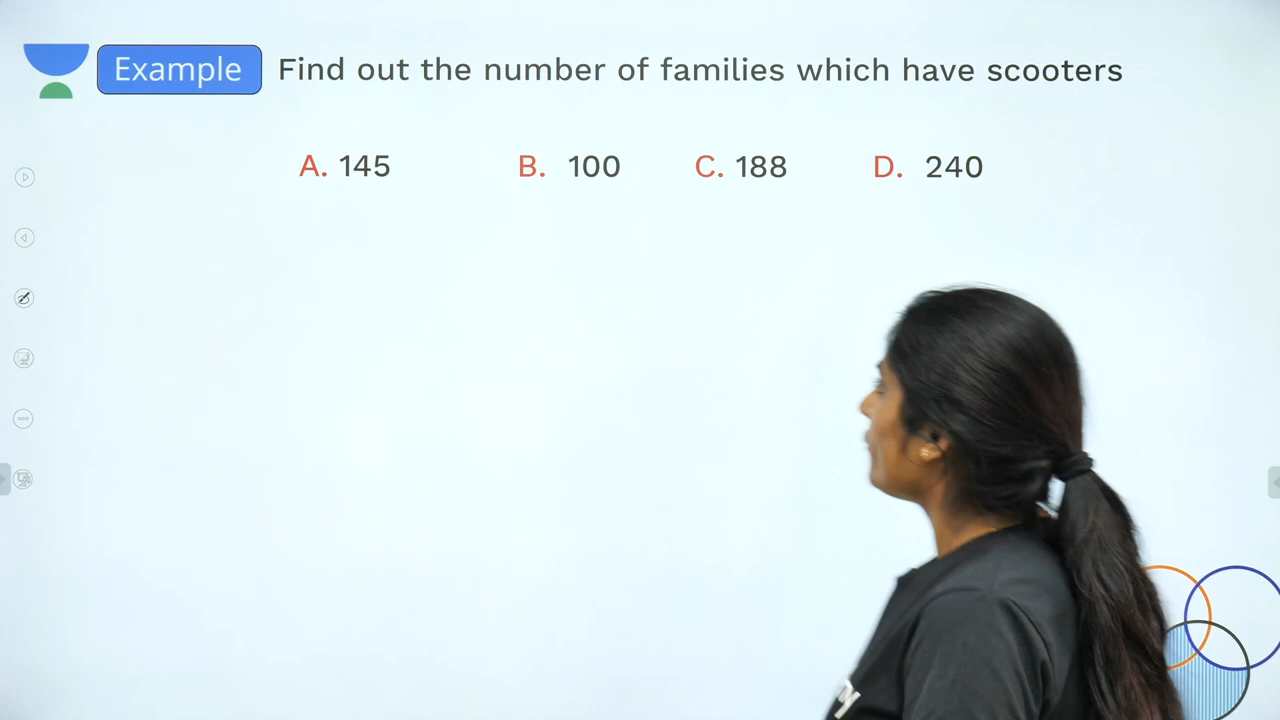 Example Find out the number of families which have scooters
A. 145 B. 100 C. 188 D. 240